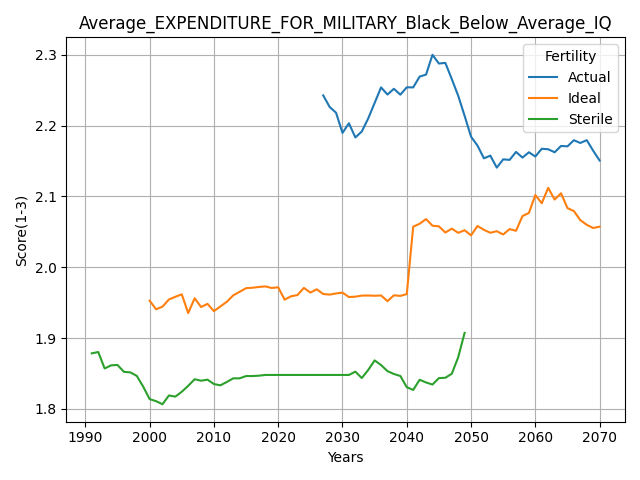 Average_EXPENDITURE_FOR_MILITARY_Black_Below_Average_IQ
Fertility
Actual
Ideal
Sterile
Score(1-3)
2.3
2.2
2.1
2.0
1.9
1.8
1990 2000 2010 2020 2030 2040 2050 2060 2070
Years